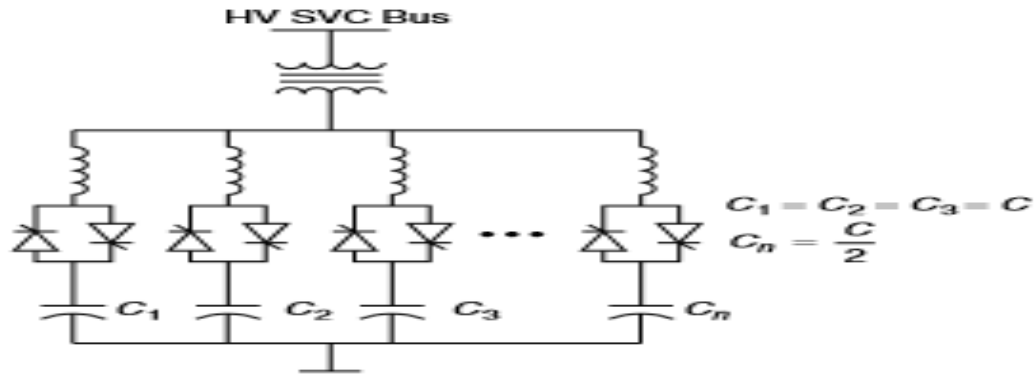 HV SVC Bus
C₁ = C₂ = C₃ = C
Cₙ = C/2
C₁ C₂ C₃ Cₙ